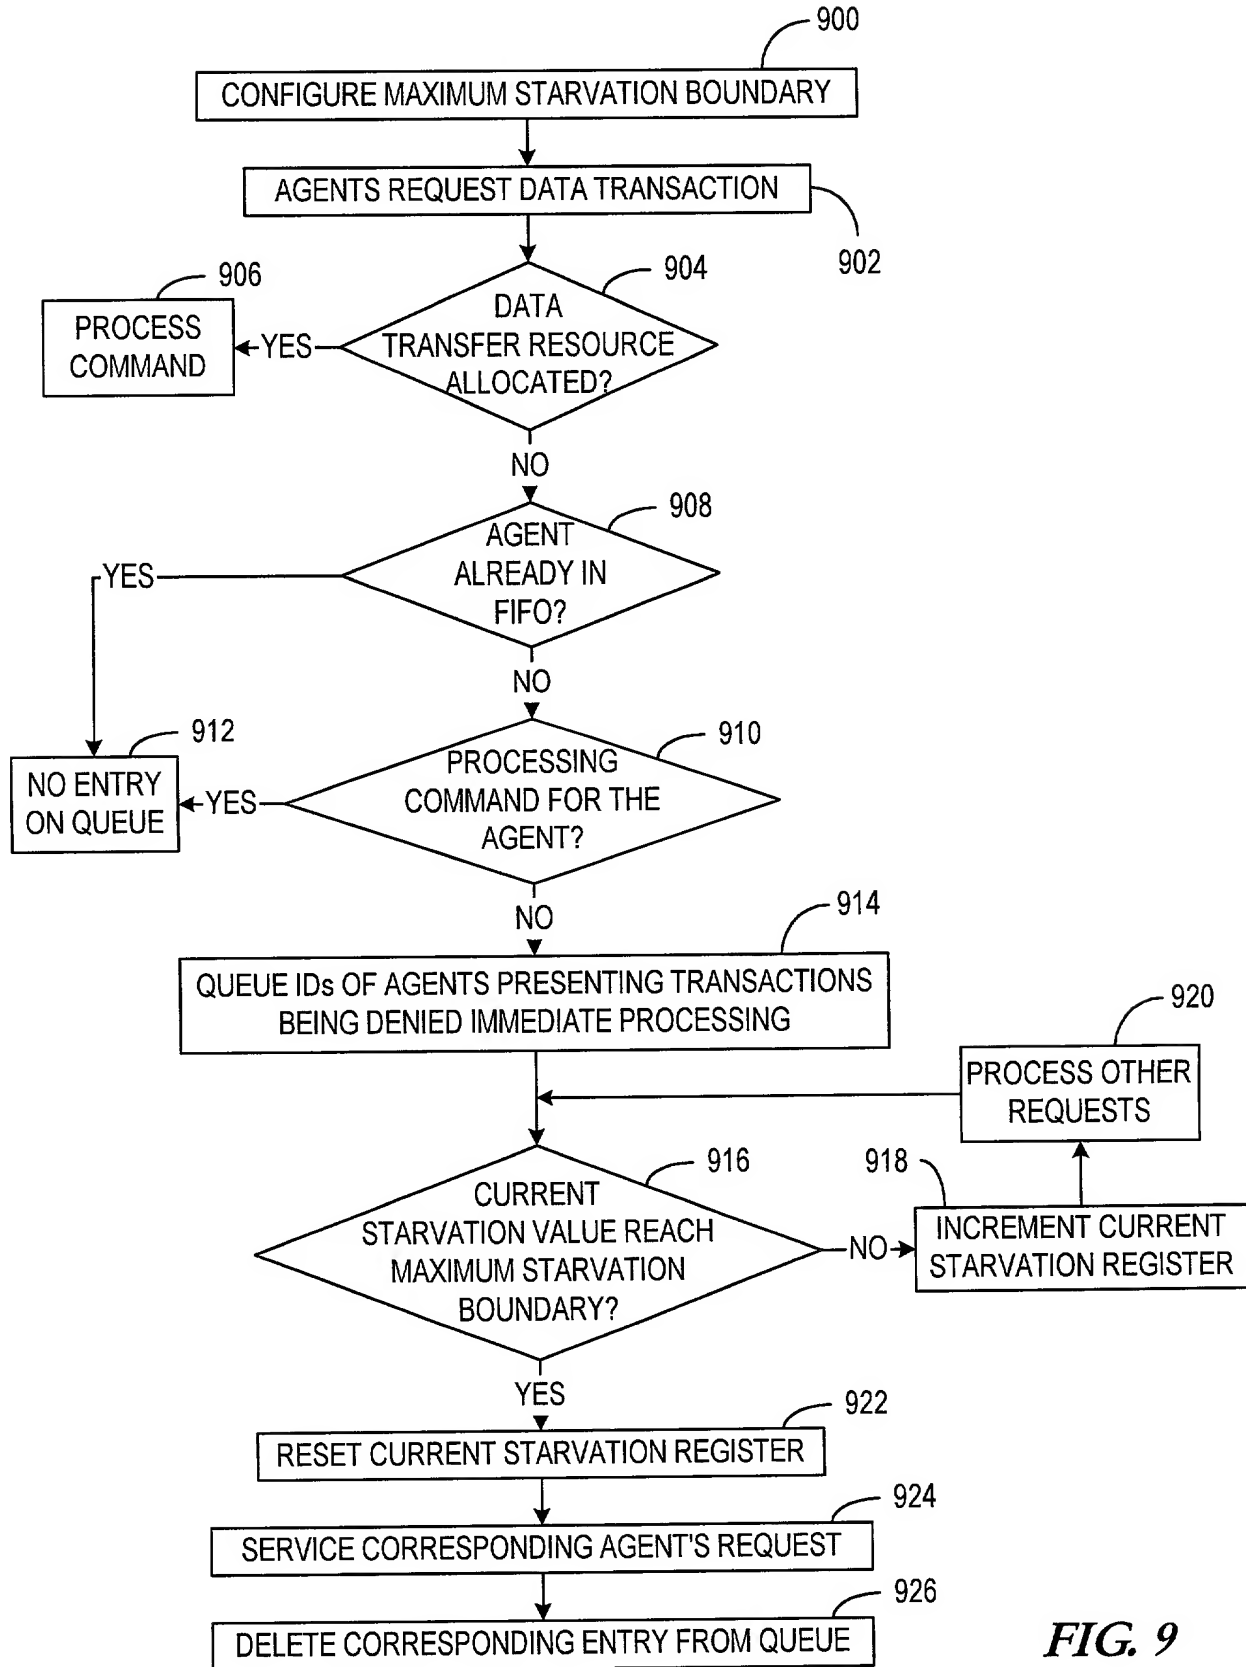 900
CONFIGURE MAXIMUM STARVATION BOUNDARY
AGENTS REQUEST DATA TRANSACTION
902
904
906
DATA
TRANSFER RESOURCE
ALLOCATED?
YES
PROCESS
COMMAND
NO
908
AGENT
ALREADY IN
FIFO?
YES
NO
912
910
PROCESSING
COMMAND FOR THE
AGENT?
YES
NO ENTRY
ON QUEUE
NO
914
QUEUE IDs OF AGENTS PRESENTING TRANSACTIONS
BEING DENIED IMMEDIATE PROCESSING
920
PROCESS OTHER
REQUESTS
916
918
CURRENT
STARVATION VALUE REACH
MAXIMUM STARVATION
BOUNDARY?
NO
INCREMENT CURRENT
STARVATION REGISTER
YES
922
RESET CURRENT STARVATION REGISTER
924
SERVICE CORRESPONDING AGENT'S REQUEST
926
DELETE CORRESPONDING ENTRY FROM QUEUE
FIG. 9